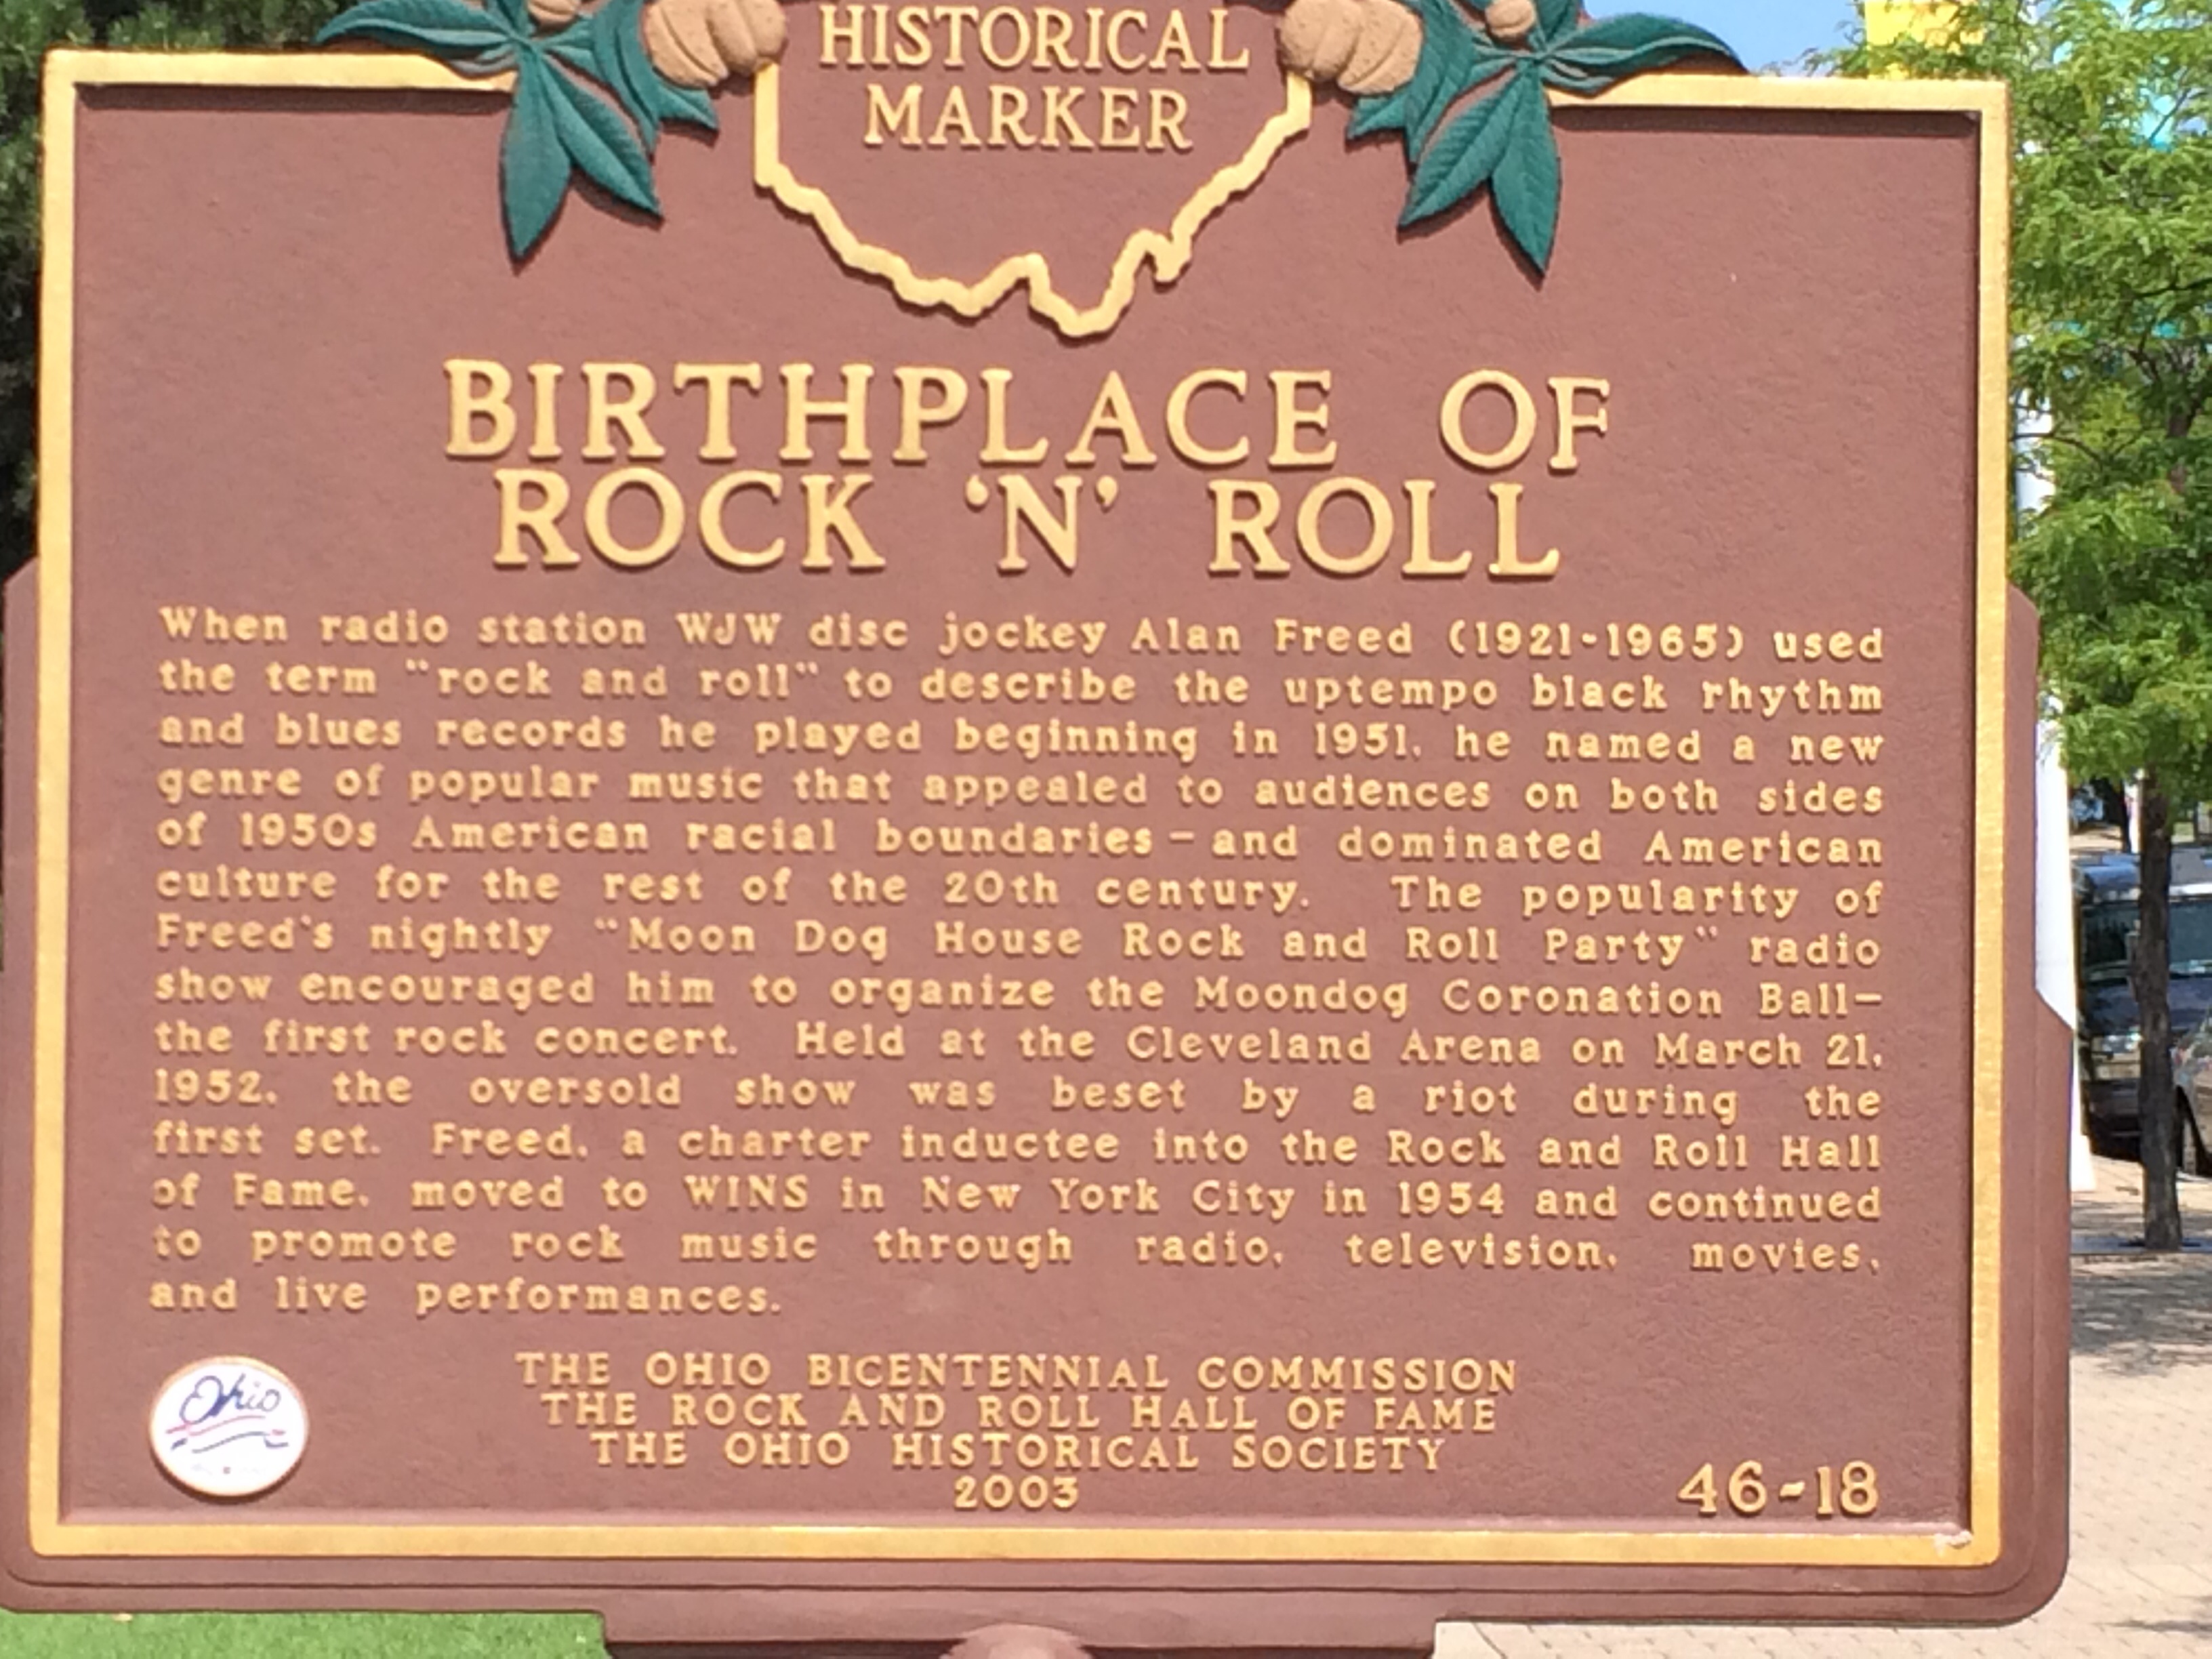 HISTORICAL
MARKER
BIRTHPLACE OF
ROCK 'N' ROLL
When radio station WJW disc jockey Alan Freed (1921-1965) used
the term "rock and roll" to describe the uptempo black rhythm
and blues records he played beginning in 1951, he named a new
genre of popular music that appealed to audiences on both sides
of 1950s American racial boundaries – and dominated American
culture for the rest of the 20th century. The popularity of
Freed's nightly "Moon Dog House Rock and Roll Party" radio
show encouraged him to organize the Moondog Coronation Ball—
the first rock concert. Held at the Cleveland Arena on March 21,
1952, the oversold show was beset by a riot during the
first set. Freed, a charter inductee into the Rock and Roll Hall
of Fame, moved to WINS in New York City in 1954 and continued
to promote rock music through radio, television, movies,
and live performances.
Ohio
THE OHIO BICENTENNIAL COMMISSION
THE ROCK AND ROLL HALL OF FAME
THE OHIO HISTORICAL SOCIETY
2003
46-18